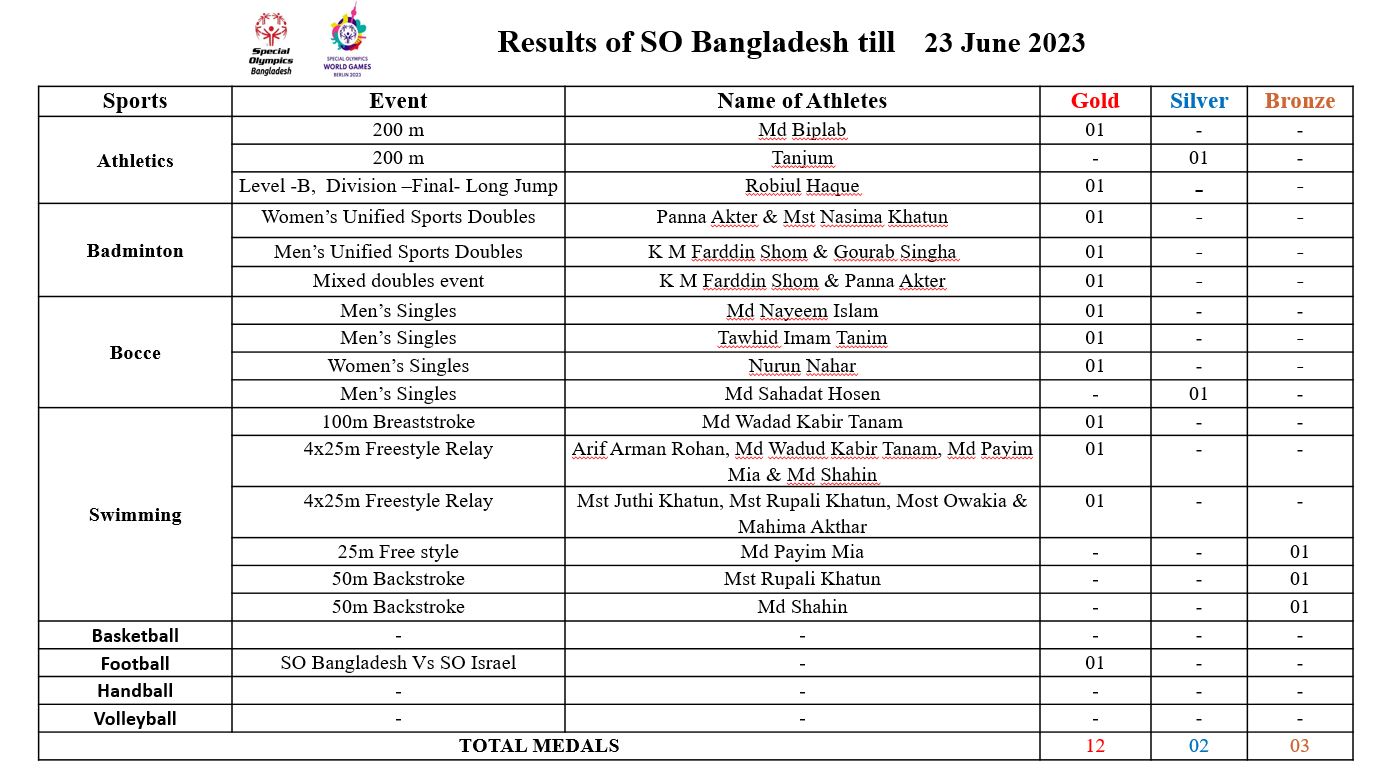 Special
Olympics
Bangladesh
SPECIAL OLYMPICS
WORLD GAMES
BERLIN 2023
Results of SO Bangladesh till 23 June 2023
Sports Event Name of Athletes Gold Silver Bronze
Athletics
200 m Md Biplab 01 - -
200 m Tanjum - 01 -
Level -B, Division –Final- Long Jump Robiul Haque 01 - -
Badminton
Women’s Unified Sports Doubles Panna Akter & Mst Nasima Khatun 01 - -
Men’s Unified Sports Doubles K M Farddin Shom & Gourab Singha 01 - -
Mixed doubles event K M Farddin Shom & Panna Akter 01 - -
Bocce
Men’s Singles Md Nayeem Islam 01 - -
Men’s Singles Tawhid Imam Tanim 01 - -
Women’s Singles Nurun Nahar 01 - -
Men’s Singles Md Sahadat Hosen - 01 -
Swimming
100m Breaststroke Md Wadad Kabir Tanam 01 - -
4x25m Freestyle Relay Arif Arman Rohan, Md Wadud Kabir Tanam, Md Payim 01 - -
Mia & Md Shahin
4x25m Freestyle Relay Mst Juthi Khatun, Mst Rupali Khatun, Most Owakia & 01 - -
Mahima Akthar
25m Free style Md Payim Mia - - 01
50m Backstroke Mst Rupali Khatun - - 01
50m Backstroke Md Shahin - - 01
Basketball - - - - -
Football SO Bangladesh Vs SO Israel - 01 - -
Handball - - - - -
Volleyball - - - - -
TOTAL MEDALS 12 02 03